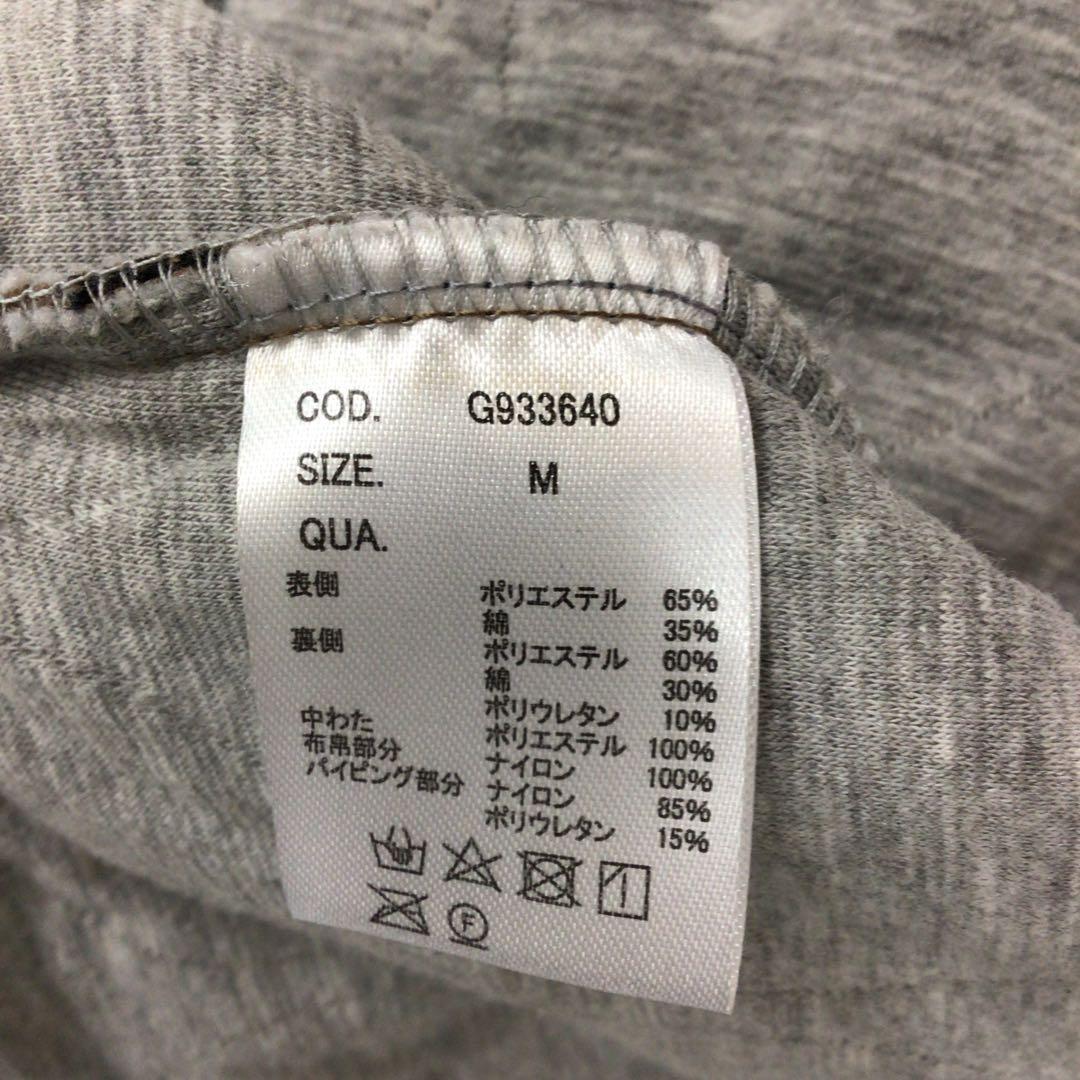 COD. G933640
SIZE. M
QUA.
表側 ポリエステル 65%
綿 35%
裏側 ポリエステル 60%
綿 30%
ポリウレタン 10%
中わた ポリエステル 100%
布帛部分 ナイロン 100%
パイピング部分 ナイロン 85%
ポリウレタン 15%
F